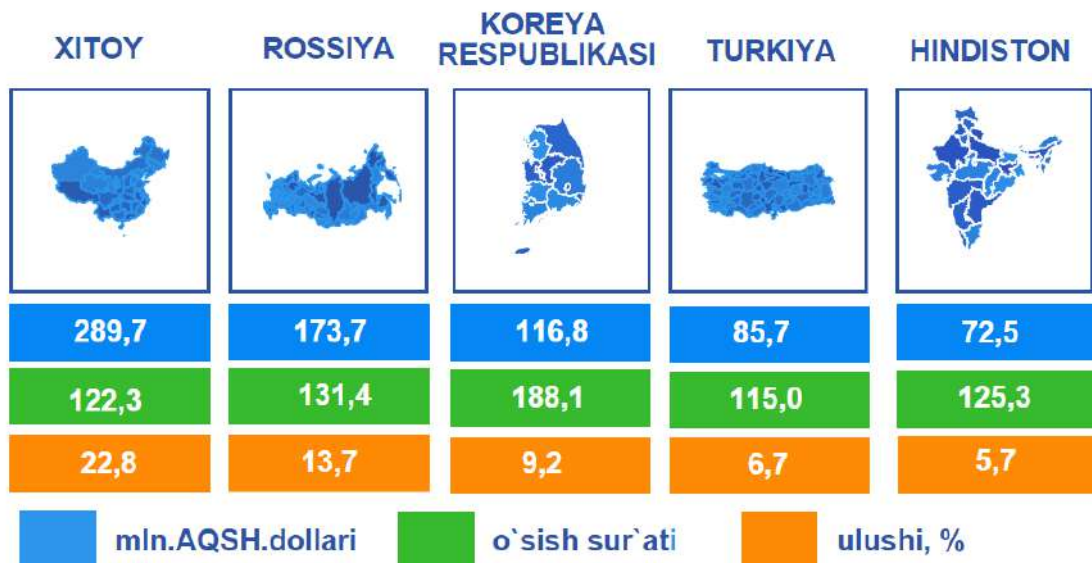 XITOY
ROSSIYA
KOREYA
RESPUBLIKASI
TURKIYA
HINDISTON
289,7
173,7
116,8
85,7
72,5
122,3
131,4
188,1
115,0
125,3
22,8
13,7
9,2
6,7
5,7
mln.AQSH.dollari
o`sish sur`ati
ulushi, %